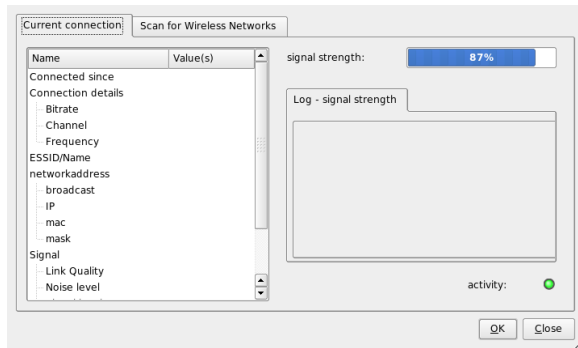 Current connection
Scan for Wireless Networks
Name Value(s)
Connected since
Connection details
Bitrate
Channel
Frequency
ESSID/Name
networkaddress
broadcast
IP
mac
mask
Signal
Link Quality
Noise level
signal strength: 87%
Log - signal strength
activity:
OK
Close